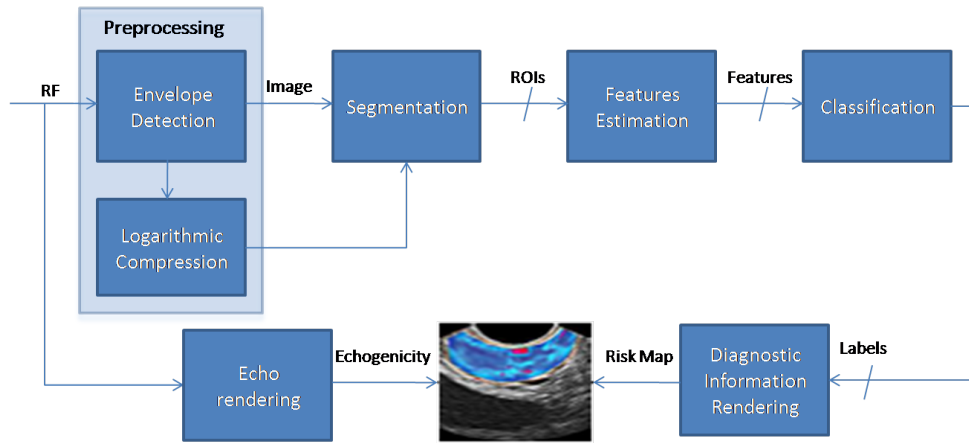 Preprocessing
RF
Envelope
Detection
Image
Segmentation
ROIs
Features
Estimation
Features
Classification
Logarithmic
Compression
Echo
rendering
Echogenicity
Risk Map
Diagnostic
Information
Rendering
Labels